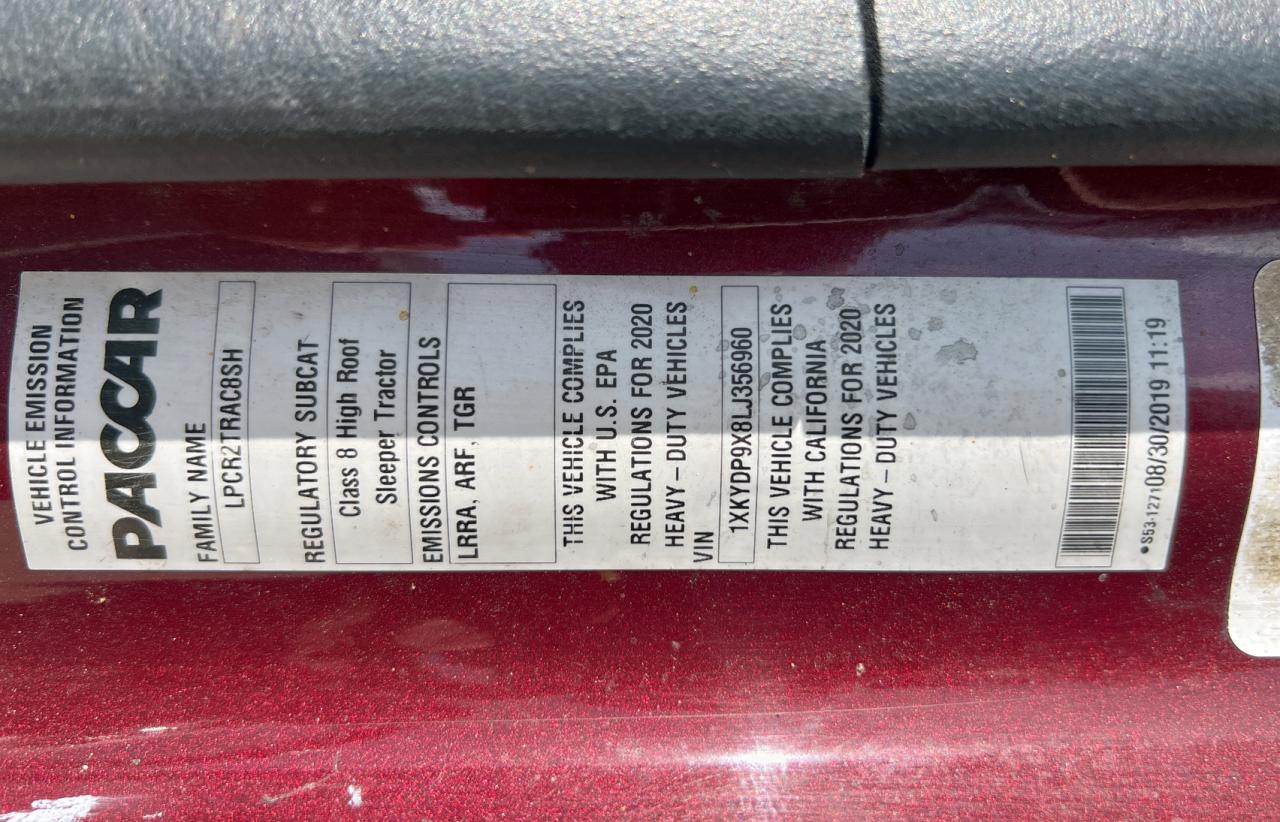 VEHICLE EMISSION
CONTROL INFORMATION
PACCAR
FAMILY NAME
LPCR2TRAC8SH
REGULATORY SUBCAT
Class 8 High Roof
Sleeper Tractor
EMISSIONS CONTROLS
LRRA, ARF, TGR
THIS VEHICLE COMPLIES
WITH U.S. EPA
REGULATIONS FOR 2020
HEAVY – DUTY VEHICLES
VIN
1XKYDP9X8LJ356960
THIS VEHICLE COMPLIES
WITH CALIFORNIA
REGULATIONS FOR 2020
HEAVY – DUTY VEHICLES
•S53-127108/30/2019 11:19